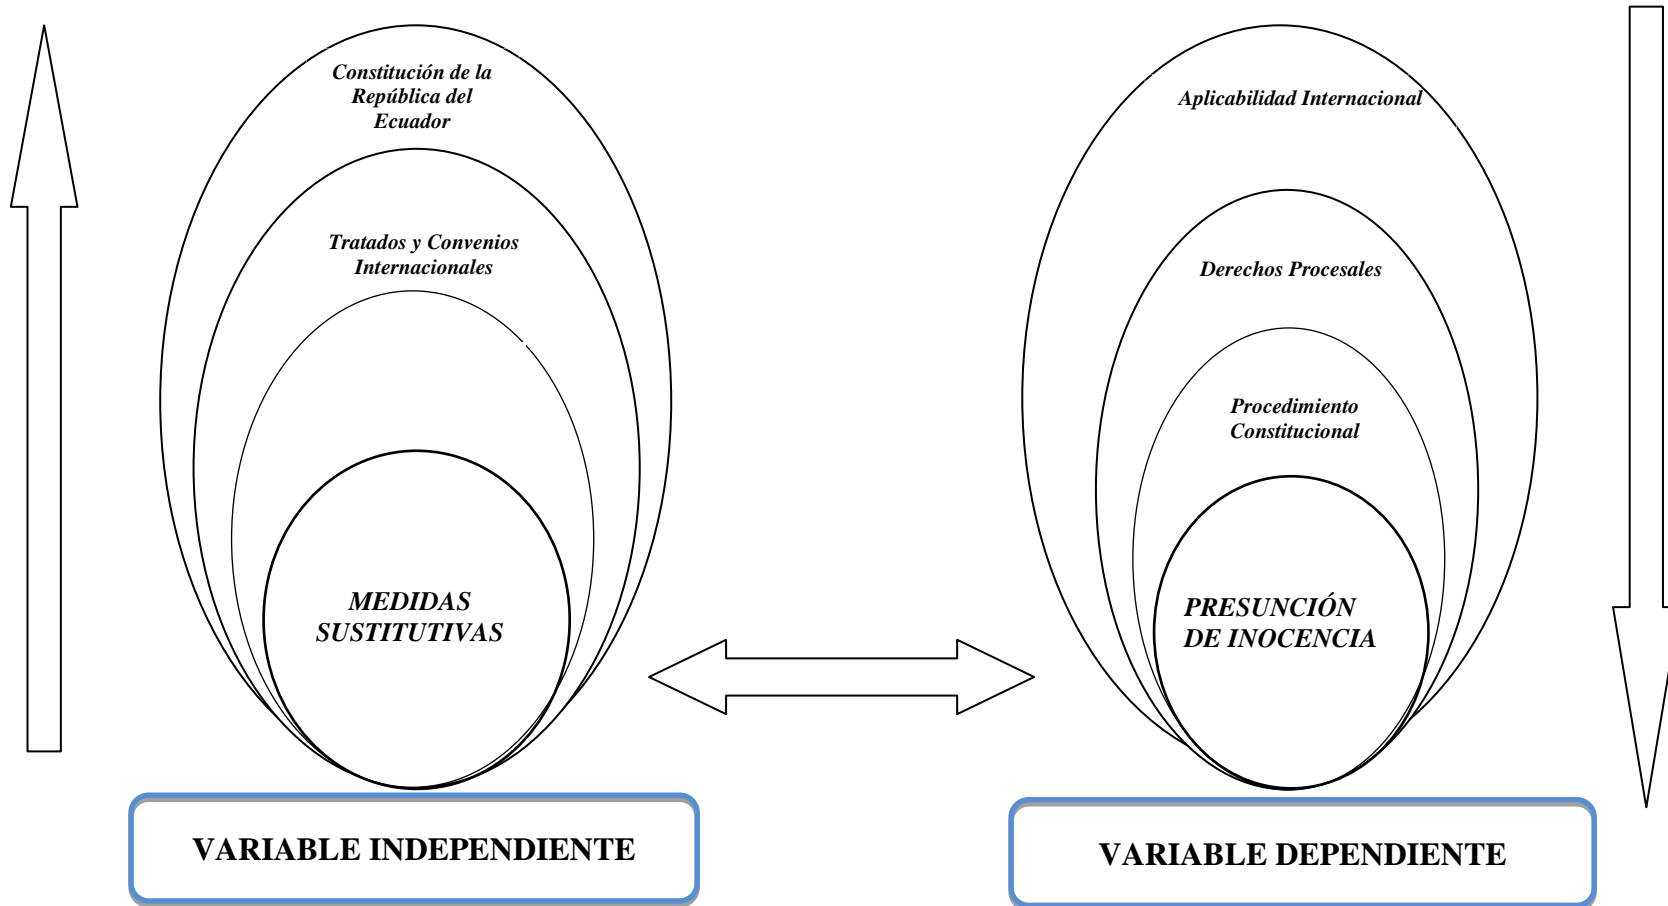 Constitución de la
República del
Ecuador
Tratados y Convenios
Internacionales
MEDIDAS
SUSTITUTIVAS
VARIABLE INDEPENDIENTE
Aplicabilidad Internacional
Derechos Procesales
Procedimiento
Constitucional
PRESUNCIÓN
DE INOCENCIA
VARIABLE DEPENDIENTE